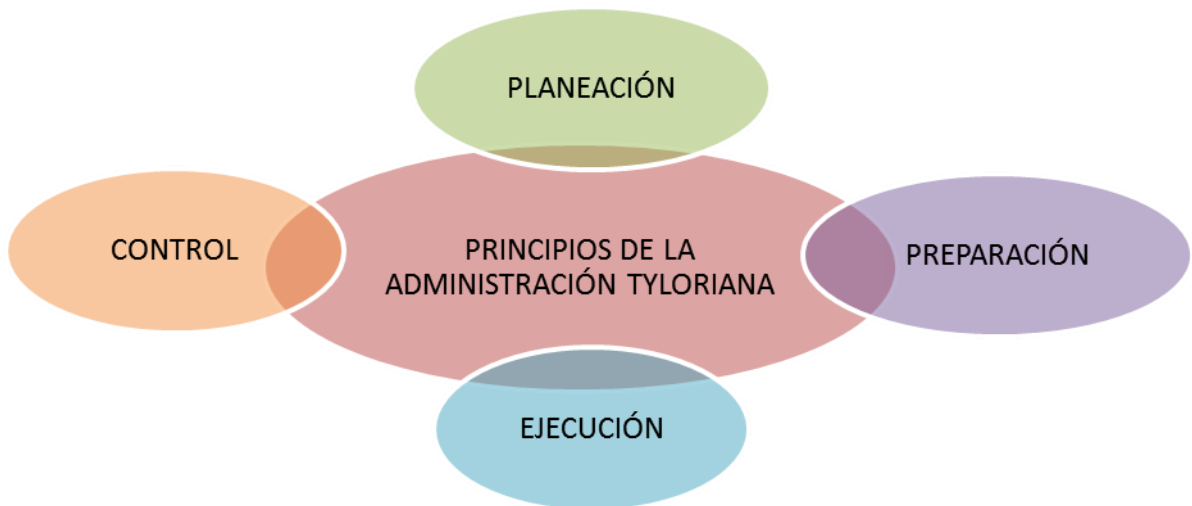 PLANEACIÓN
CONTROL
PRINCIPIOS DE LA
ADMINISTRACIÓN TYLORIANA
PREPARACIÓN
EJECUCIÓN